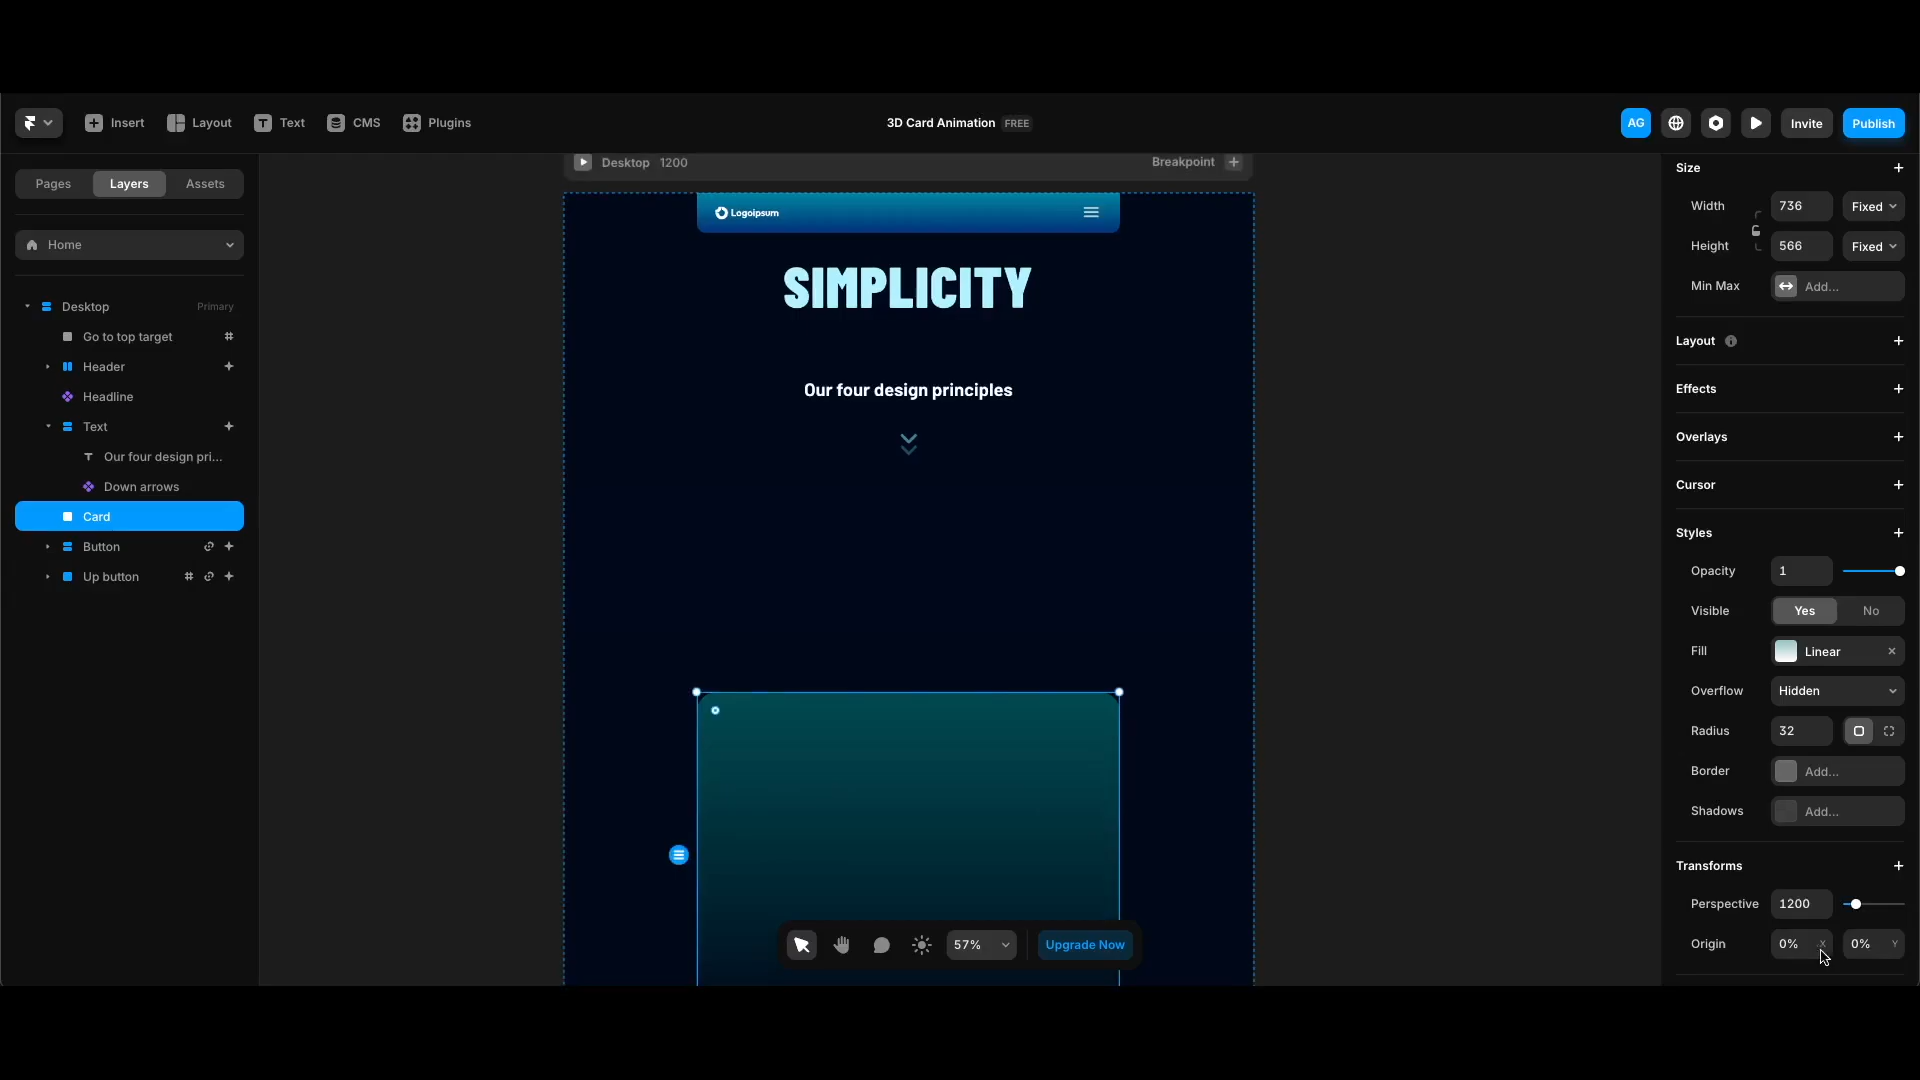 Insert
Layout
Text
CMS
Plugins
3D Card Animation FREE
AG
Invite
Publish
Pages
Layers
Assets
Home
Desktop Primary
Go to top target
Header
Headline
Text
Our four design pri...
Down arrows
Card
Button
Up button
Desktop 1200
Breakpoint
Logoipsum
SIMPLICITY
Our four design principles
57%
Upgrade Now
Size
Width 736 Fixed
Height 566 Fixed
Min Max Add...
Layout
Effects
Overlays
Cursor
Styles
Opacity 1
Visible Yes No
Fill Linear
Overflow Hidden
Radius 32
Border Add...
Shadows Add...
Transforms
Perspective 1200
Origin 0% X 0% Y